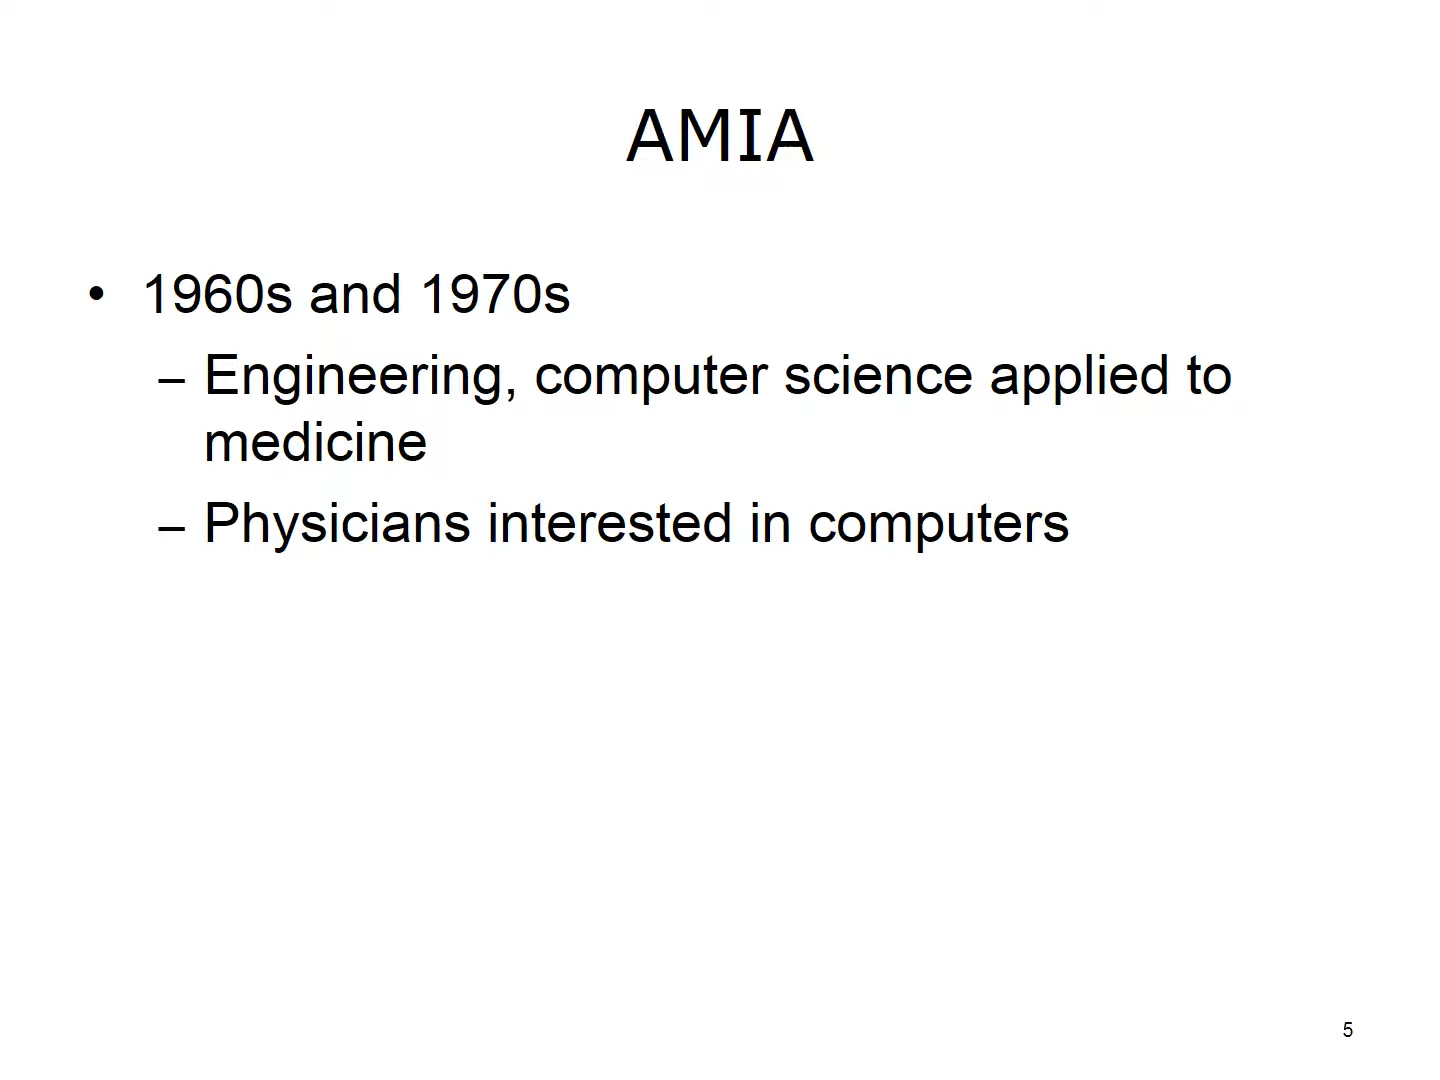 AMIA
• 1960s and 1970s
– Engineering, computer science applied to
medicine
– Physicians interested in computers
5